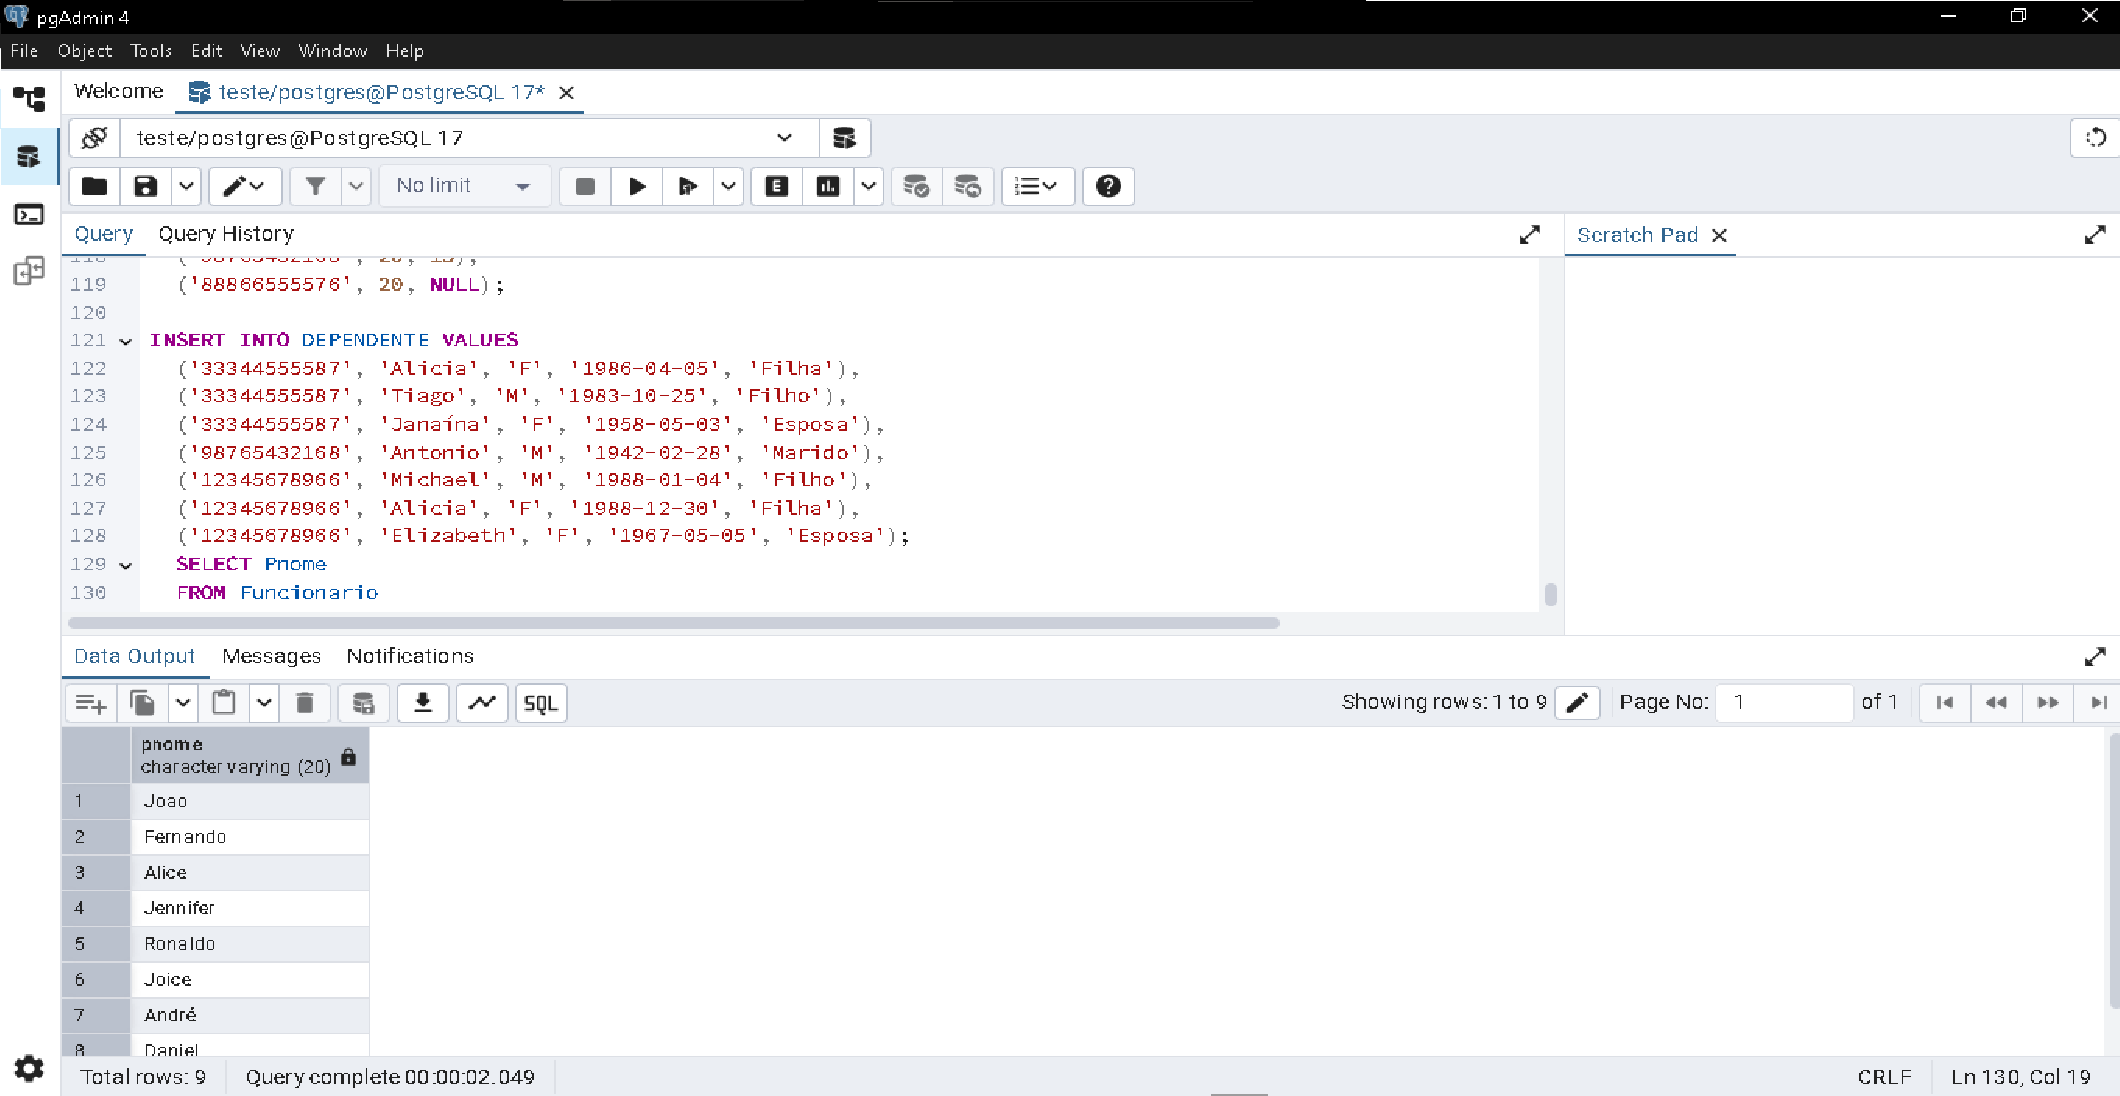 pgAdmin 4
File Object Tools Edit View Window Help
Welcome teste/postgres@PostgreSQL 17*
teste/postgres@PostgreSQL 17
No limit
Query Query History
Scratch Pad
118 ('98765432168', 20, 15),
119 ('88866555576', 20, NULL);
120
121 INSERT INTO DEPENDENTE VALUES
122 ('33344555587', 'Alicia', 'F', '1986-04-05', 'Filha'),
123 ('33344555587', 'Tiago', 'M', '1983-10-25', 'Filho'),
124 ('33344555587', 'Janaína', 'F', '1958-05-03', 'Esposa'),
125 ('98765432168', 'Antonio', 'M', '1942-02-28', 'Marido'),
126 ('12345678966', 'Michael', 'M', '1988-01-04', 'Filho'),
127 ('12345678966', 'Alicia', 'F', '1988-12-30', 'Filha'),
128 ('12345678966', 'Elizabeth', 'F', '1967-05-05', 'Esposa');
129 SELECT Pnome
130 FROM Funcionario
Data Output Messages Notifications
SQL
Showing rows: 1 to 9
Page No: 1 of 1
pnome
character varying (20)
1 Joao
2 Fernando
3 Alice
4 Jennifer
5 Ronaldo
6 Joice
7 André
8 Daniel
Total rows: 9 Query complete 00:00:02.049 CRLF Ln 130, Col 19